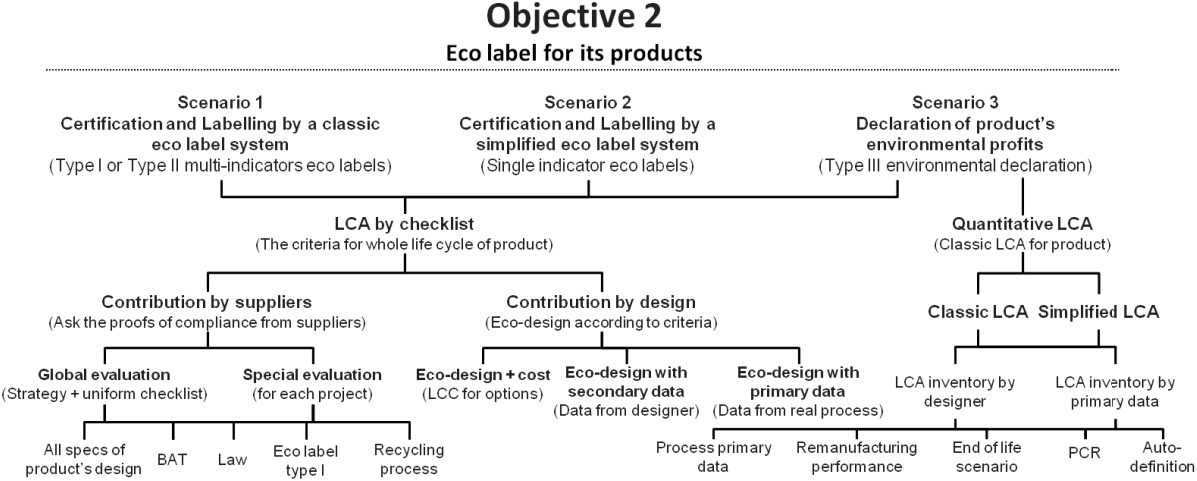 Objective 2
Eco label for its products
Scenario 1
Certification and Labelling by a classic
eco label system
(Type I or Type II multi-indicators eco labels)
Scenario 2
Certification and Labelling by a
simplified eco label system
(Single indicator eco labels)
Scenario 3
Declaration of product's
environmental profits
(Type III environmental declaration)
LCA by checklist
(The criteria for whole life cycle of product)
Quantitative LCA
(Classic LCA for product)
Contribution by suppliers
(Ask the proofs of compliance from suppliers)
Contribution by design
(Eco-design according to criteria)
Classic LCA
Simplified LCA
Global evaluation
(Strategy + uniform checklist)
Special evaluation
(for each project)
Eco-design + cost
(LCC for options)
Eco-design with
secondary data
(Data from designer)
Eco-design with
primary data
(Data from real process)
LCA inventory by
designer
LCA inventory by
primary data
All specs of
product's design
BAT
Law
Eco label
type I
Recycling
process
Process primary
data
Remanufacturing
performance
End of life
scenario
PCR
Auto-
definition